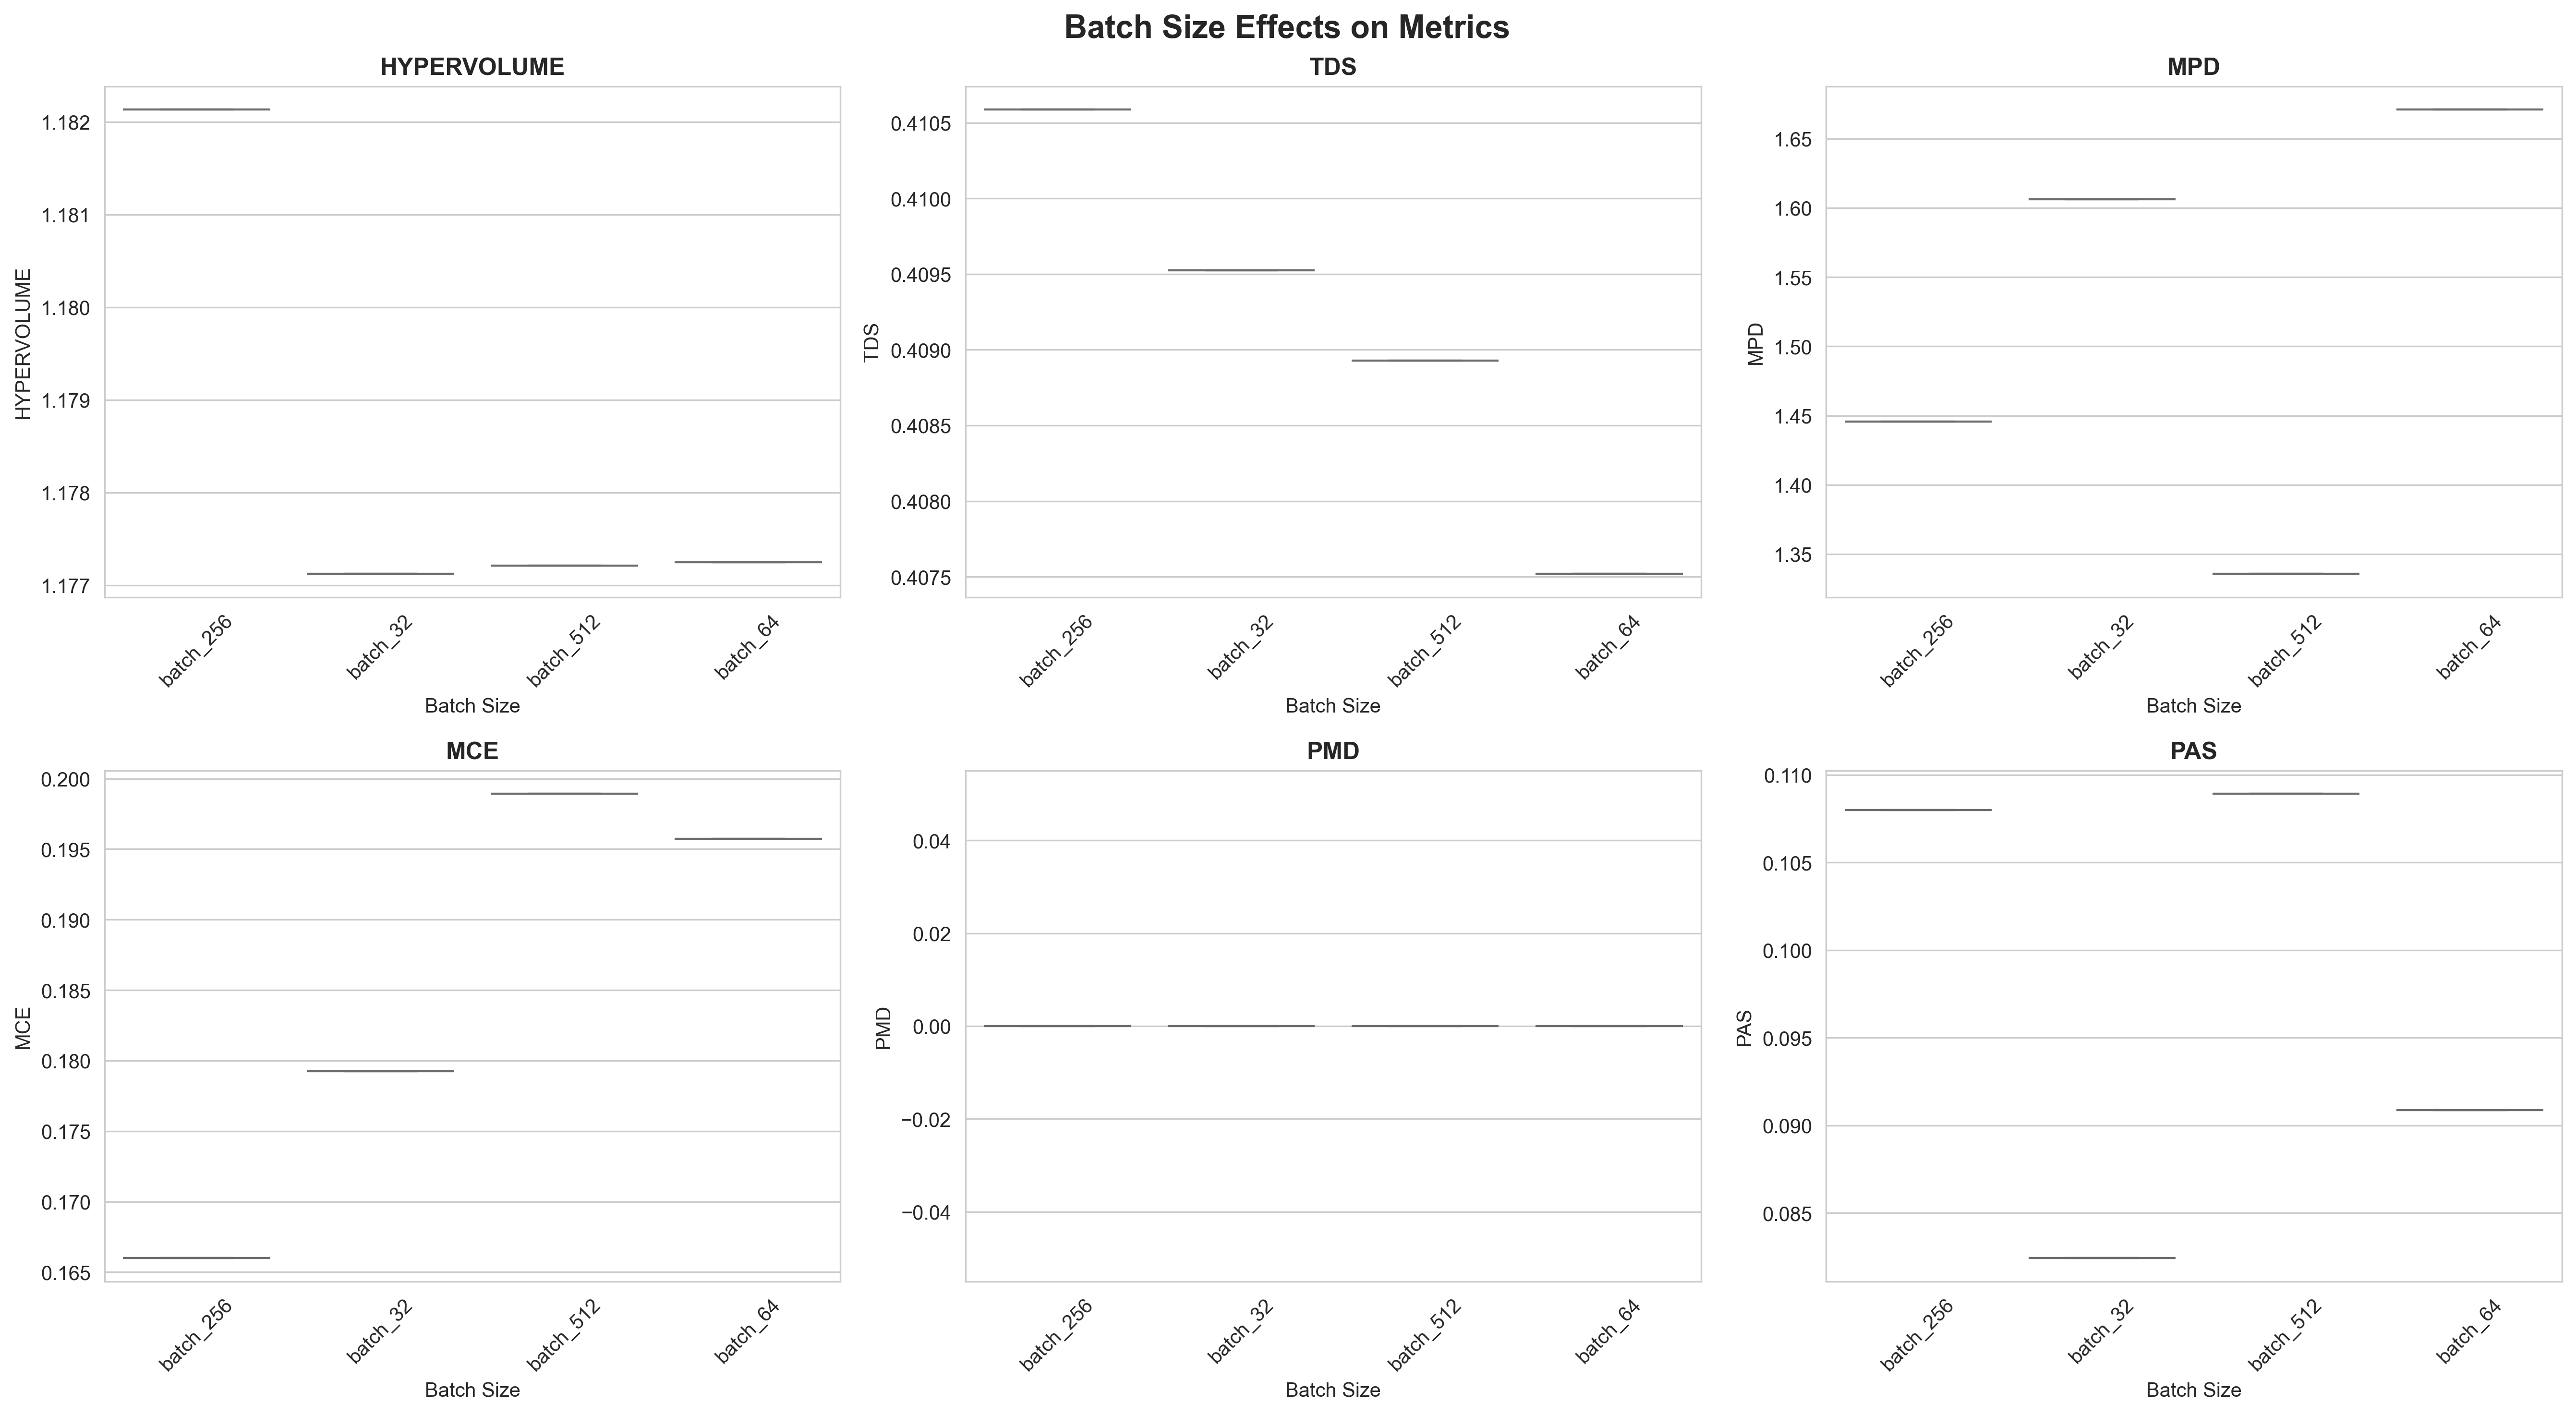 Batch Size Effects on Metrics
HYPERVOLUME
HYPERVOLUME
1.182
1.181
1.180
1.179
1.178
1.177
batch_256
batch_32
batch_512
batch_64
Batch Size
TDS
TDS
0.4105
0.4100
0.4095
0.4090
0.4085
0.4080
0.4075
batch_256
batch_32
batch_512
batch_64
Batch Size
MPD
MPD
1.65
1.60
1.55
1.50
1.45
1.40
1.35
batch_256
batch_32
batch_512
batch_64
Batch Size
MCE
MCE
0.200
0.195
0.190
0.185
0.180
0.175
0.170
0.165
batch_256
batch_32
batch_512
batch_64
Batch Size
PMD
PMD
0.04
0.02
0.00
−0.02
−0.04
batch_256
batch_32
batch_512
batch_64
Batch Size
PAS
PAS
0.110
0.105
0.100
0.095
0.090
0.085
batch_256
batch_32
batch_512
batch_64
Batch Size